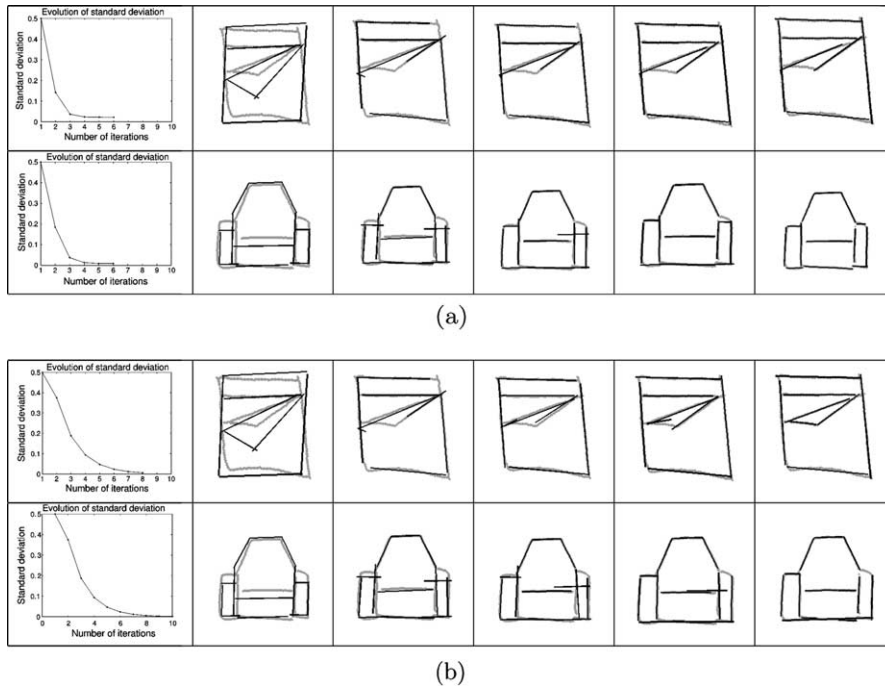 Evolution of standard deviation
Standard deviation
0.5
0.4
0.3
0.2
0.1
0
1 2 3 4 5 6 7 8 9 10
Number of iterations
Evolution of standard deviation
Standard deviation
0.5
0.4
0.3
0.2
0.1
0
1 2 3 4 5 6 7 8 9 10
Number of iterations
(a)
Evolution of standard deviation
Standard deviation
0.5
0.4
0.3
0.2
0.1
0
1 2 3 4 5 6 7 8 9 10
Number of iterations
Evolution of standard deviation
Standard deviation
0.5
0.4
0.3
0.2
0.1
0
0 2 4 6 8 10
Number of iterations
(b)